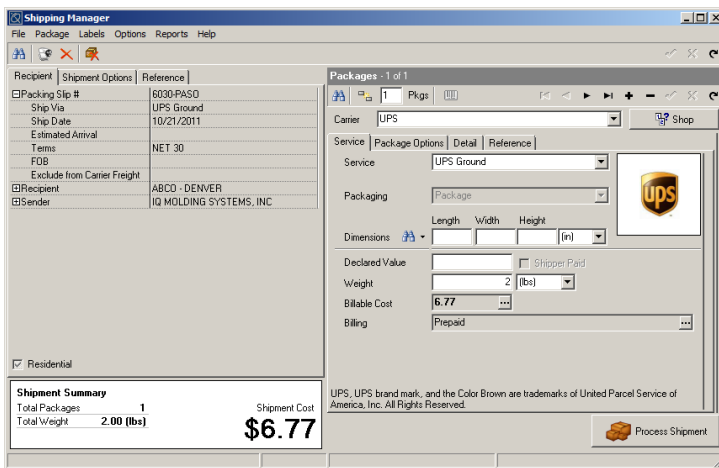 Shipping Manager
File Package Labels Options Reports Help
Recipient Shipment Options Reference
Packing Slip # 6030-PASO
Ship Via UPS Ground
Ship Date 10/21/2011
Estimated Arrival
Terms NET 30
FOB
Exclude from Carrier Freight
Recipient ABCO - DENVER
Sender IQ MOLDING SYSTEMS, INC
Residential
Shipment Summary
Total Packages 1
Total Weight 2.00 (lbs)
Shipment Cost
$6.77
Packages - 1 of 1
1 Pkgs
Carrier UPS Shop
Service Package Options Detail Reference
Service UPS Ground
ups
Packaging Package
Length Width Height
Dimensions (in)
Declared Value Shipper Paid
Weight 2 (lbs)
Billable Cost 6.77 ...
Billing Prepaid ...
UPS, UPS brand mark, and the Color Brown are trademarks of United Parcel Service of
America, Inc. All Rights Reserved.
Process Shipment